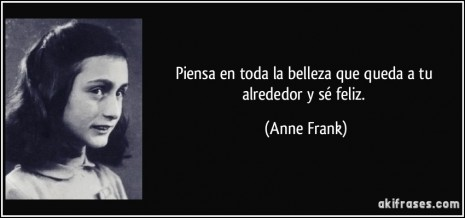 Piensa en toda la belleza que queda a tu
alrededor y sé feliz.
(Anne Frank)
akifrases.com